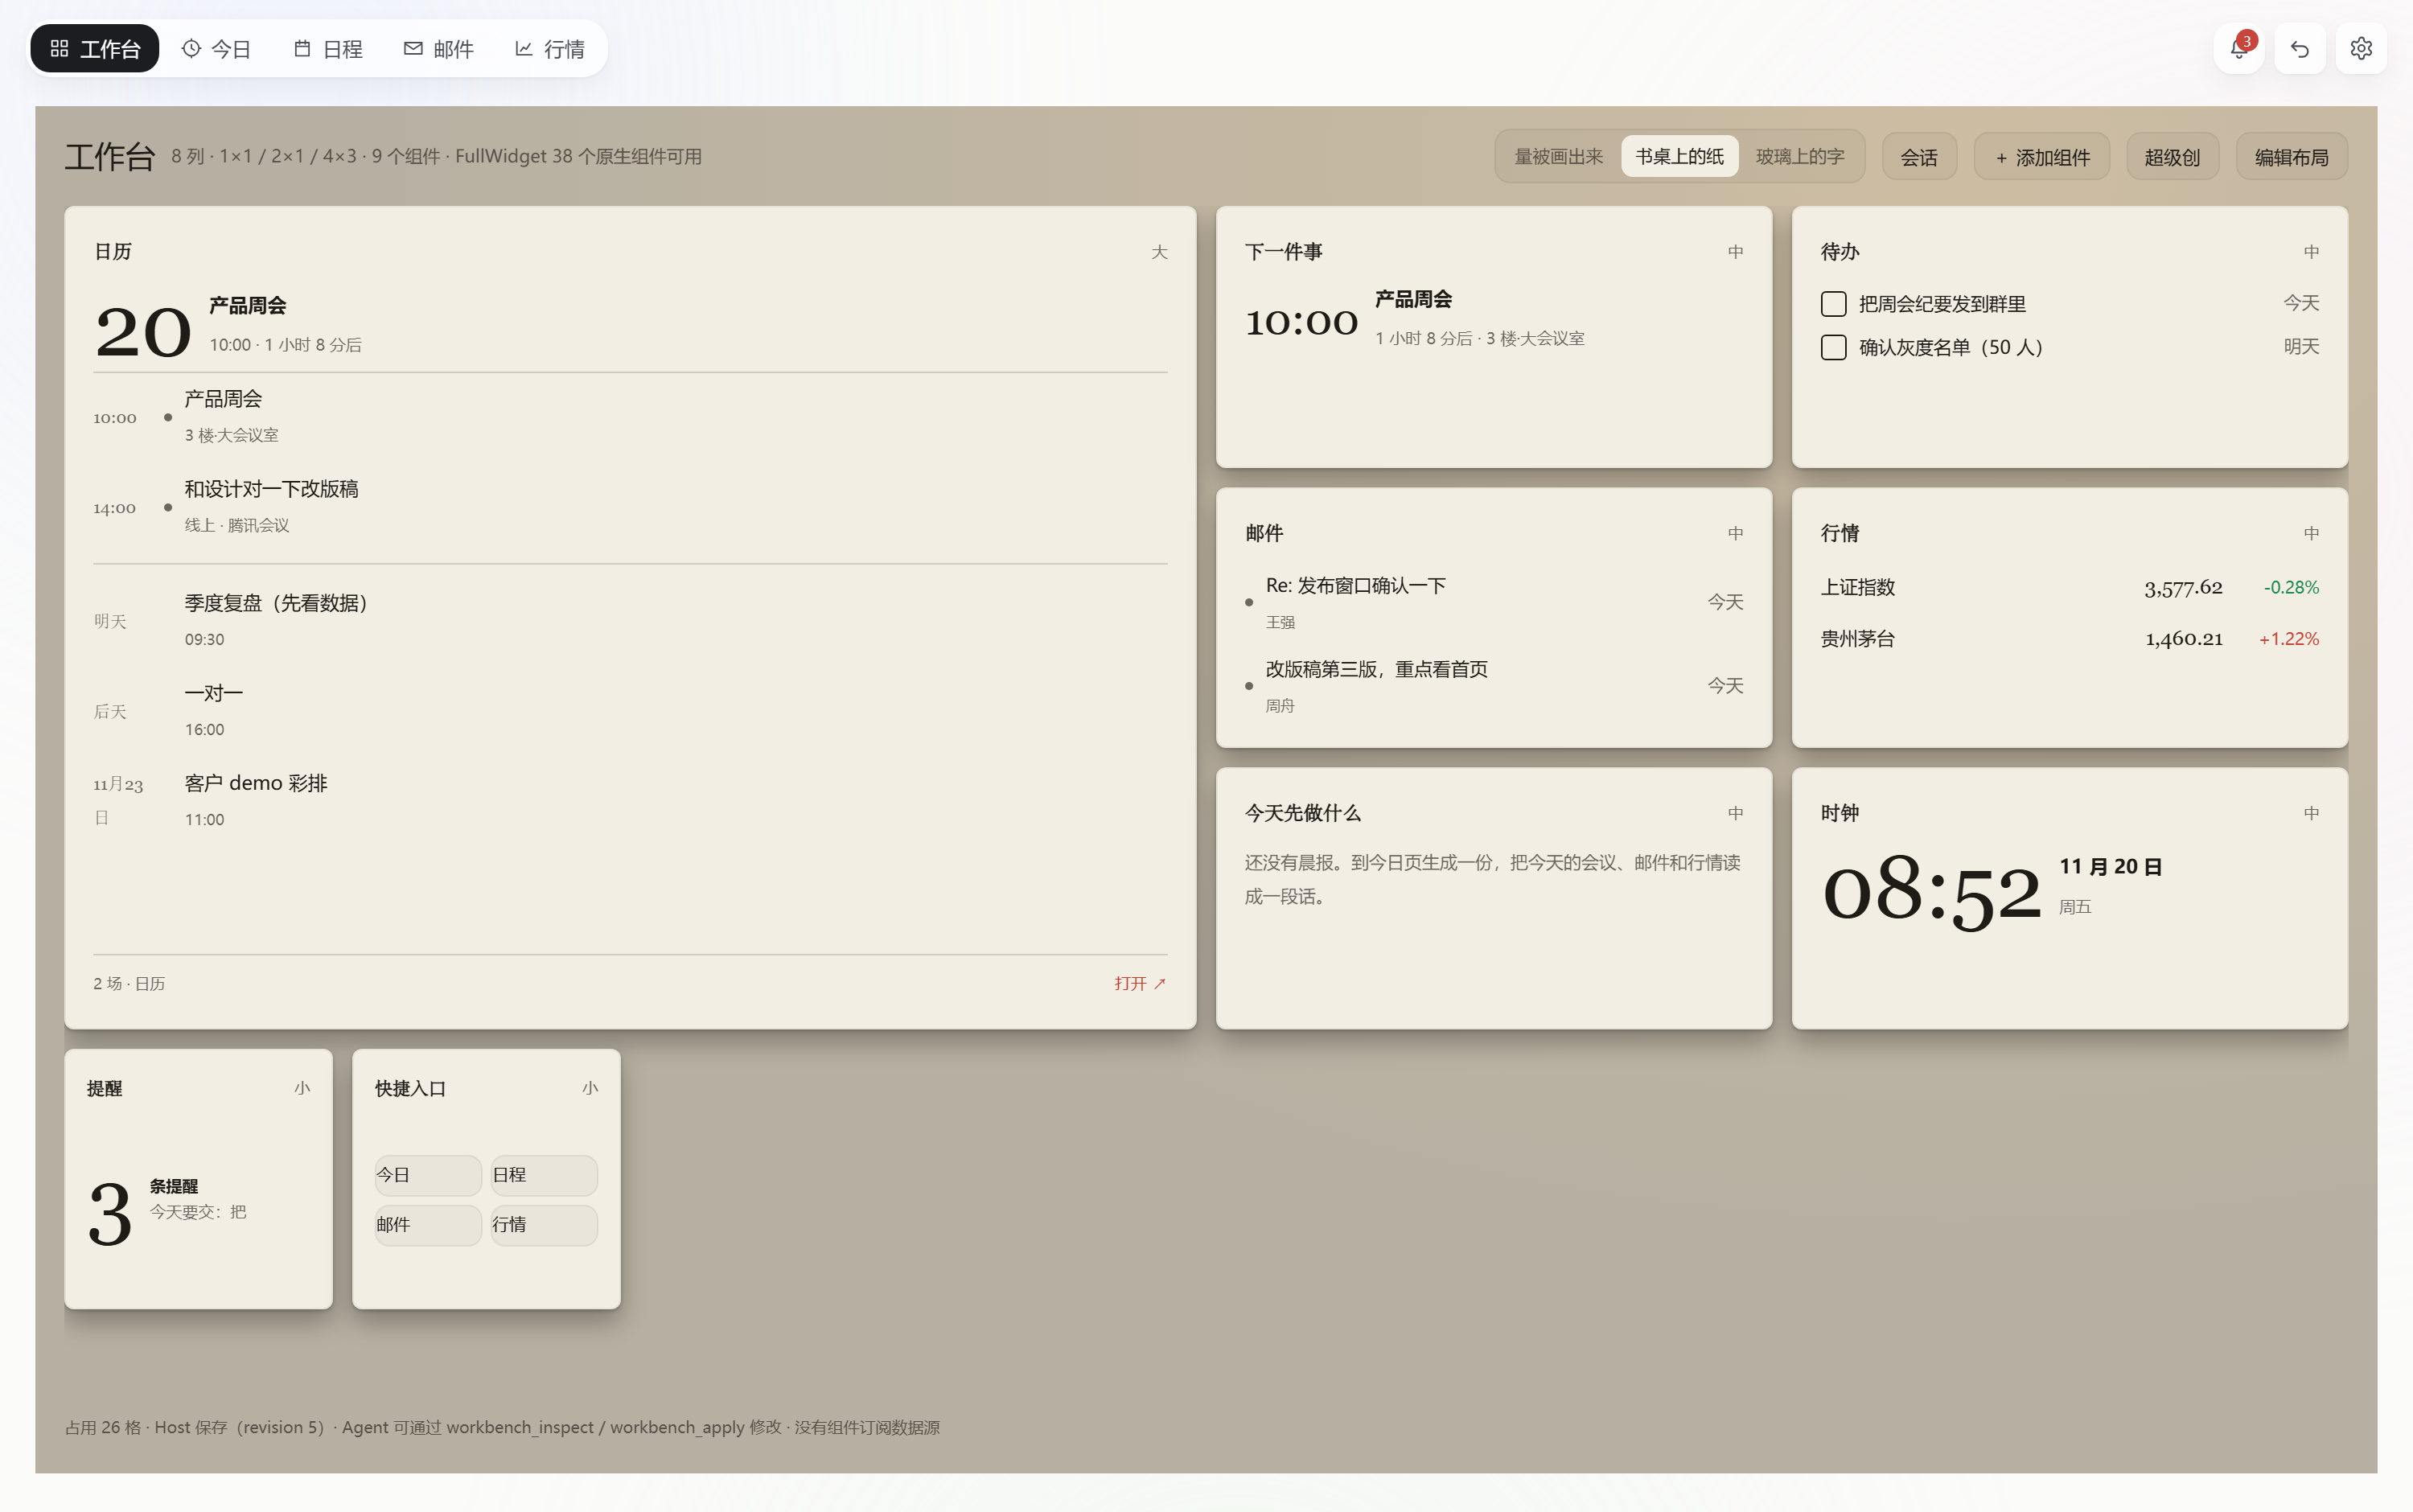 工作台 今日 日程 邮件 行情
3
工作台 8 列 · 1×1 / 2×1 / 4×3 · 9 个组件 · FullWidget 38 个原生组件可用
量被画出来 书桌上的纸 玻璃上的字 会话 + 添加组件 超级创 编辑布局
日历 大
20 产品周会
10:00 · 1 小时 8 分后
10:00 产品周会
3 楼·大会议室
14:00 和设计对一下改版稿
线上 · 腾讯会议
明天 季度复盘（先看数据）
09:30
后天 一对一
16:00
11月23日 客户 demo 彩排
11:00
2 场 · 日历 打开 ↗
下一件事 中
10:00 产品周会
1 小时 8 分后 · 3 楼·大会议室
待办 中
把周会纪要发到群里 今天
确认灰度名单（50 人） 明天
邮件 中
Re: 发布窗口确认一下 今天
王强
改版稿第三版，重点看首页 今天
周舟
行情 中
上证指数 3,577.62 -0.28%
贵州茅台 1,460.21 +1.22%
今天先做什么 中
还没有晨报。到今日页生成一份，把今天的会议、邮件和行情读
成一段话。
时钟 中
08:52 11 月 20 日
周五
提醒 小
3 条提醒
今天要交：把
快捷入口 小
今日 日程
邮件 行情
占用 26 格 · Host 保存（revision 5）· Agent 可通过 workbench_inspect / workbench_apply 修改 · 没有组件订阅数据源